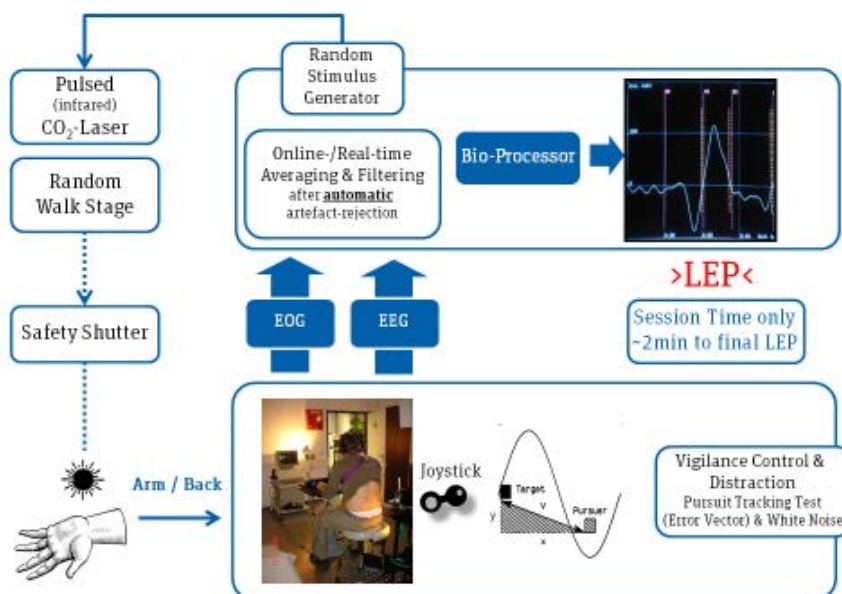 Random
Stimulus
Generator
Pulsed
(infrared)
CO₂-Laser
Random
Walk Stage
Safety Shutter
Online-/Real-time
Averaging & Filtering
after automatic
artefact-rejection
Bio-Processor
>LEP<
Session Time only
~2min to final LEP
EOG
EEG
Arm / Back
Joystick
Target
V
y
Pursuer
x
Vigilance Control &
Distraction
Pursuit Tracking Test
(Error Vector) & White Noise